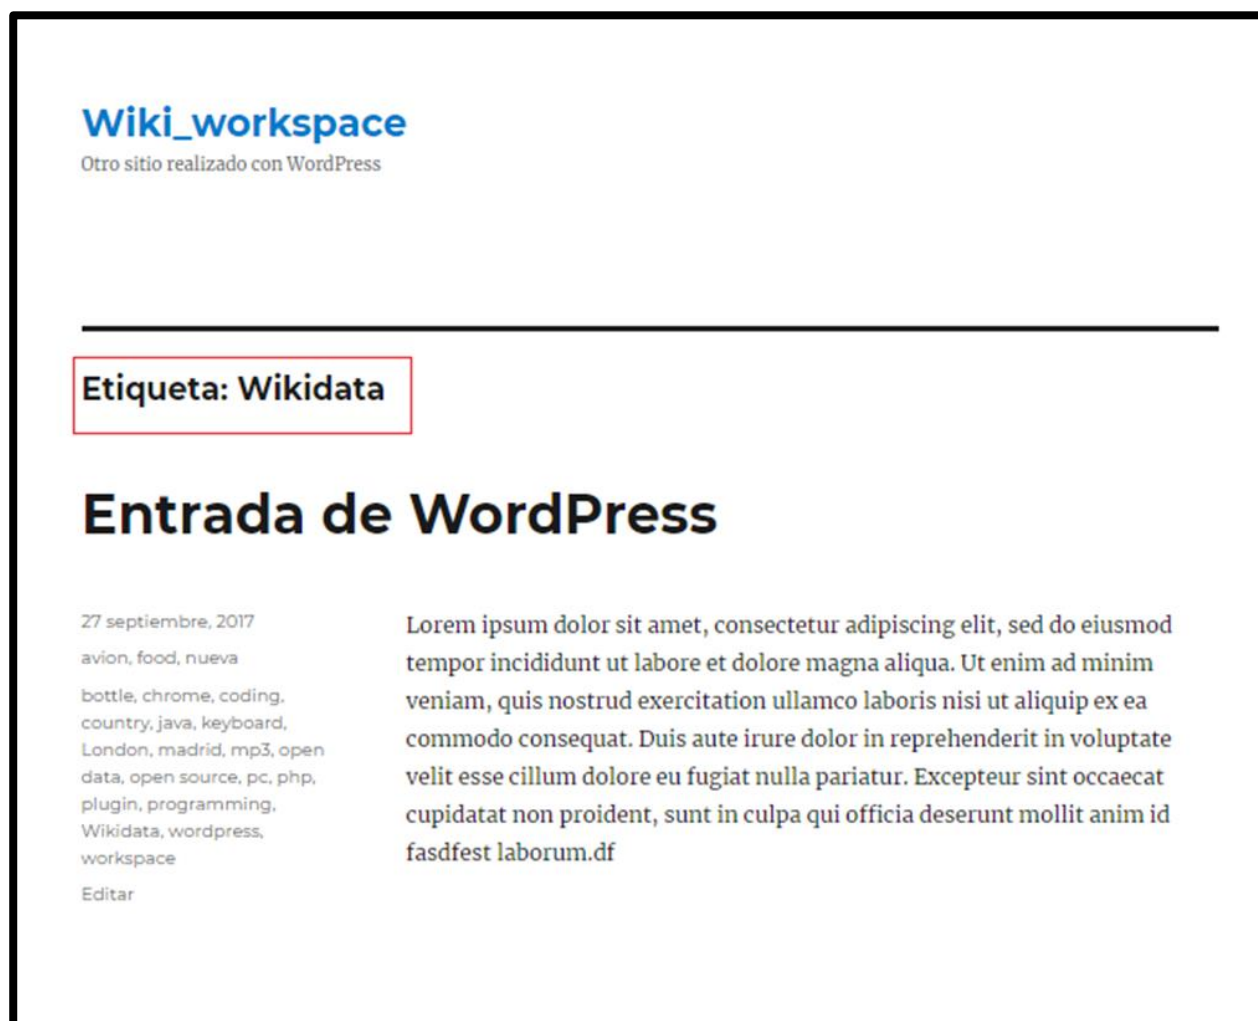 Wiki_workspace
Otro sitio realizado con WordPress
Etiqueta: Wikidata
Entrada de WordPress
27 septiembre, 2017
avion, food, nueva
bottle, chrome, coding,
country, java, keyboard,
London, madrid, mp3, open
data, open source, pc, php,
plugin, programming,
Wikidata, wordpress,
workspace
Editar
Lorem ipsum dolor sit amet, consectetur adipiscing elit, sed do eiusmod
tempor incididunt ut labore et dolore magna aliqua. Ut enim ad minim
veniam, quis nostrud exercitation ullamco laboris nisi ut aliquip ex ea
commodo consequat. Duis aute irure dolor in reprehenderit in voluptate
velit esse cillum dolore eu fugiat nulla pariatur. Excepteur sint occaecat
cupidatat non proident, sunt in culpa qui officia deserunt mollit anim id
fasdfest laborum.df